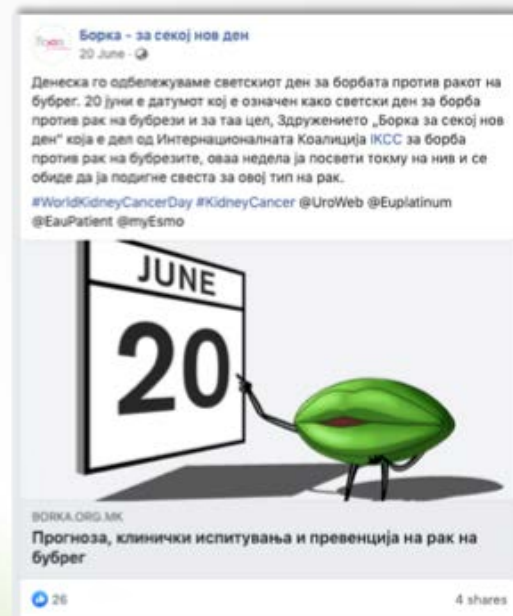 Борка - за секој нов ден
20 June
Денеска го одбележуваме светскиот ден за борбата против ракот на
бубрег. 20 јуни е датумот кој е означен како светски ден за борба
против рак на бубрези и за таа цел, Здружението „Борка за секој нов
ден“ која е дел од Интернационалната Коалиција IKCC за борба
против рак на бубрезите, оваа недела ја посвети токму на нив и се
обиде да ја подигне свеста за овој тип на рак.
#WorldKidneyCancerDay #KidneyCancer @UroWeb @Euplatinum
@EauPatient @myEsmo
JUNE
20
BORKA.ORG.MK
Прогноза, клинички испитувања и превенција на рак на
бубрег
26
4 shares